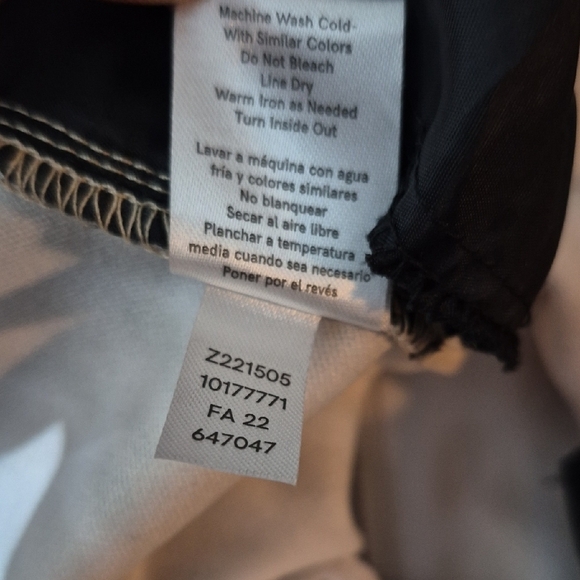 Machine Wash Cold-
With Similar Colors
Do Not Bleach
Line Dry
Warm Iron as Needed
Turn Inside Out
Lavar a máquina con agua
fría y colores similares
No blanquear
Secar al aire libre
Planchar a temperatura
media cuando sea necesario
Poner por el revés
Z221505
10177771
FA 22
647047